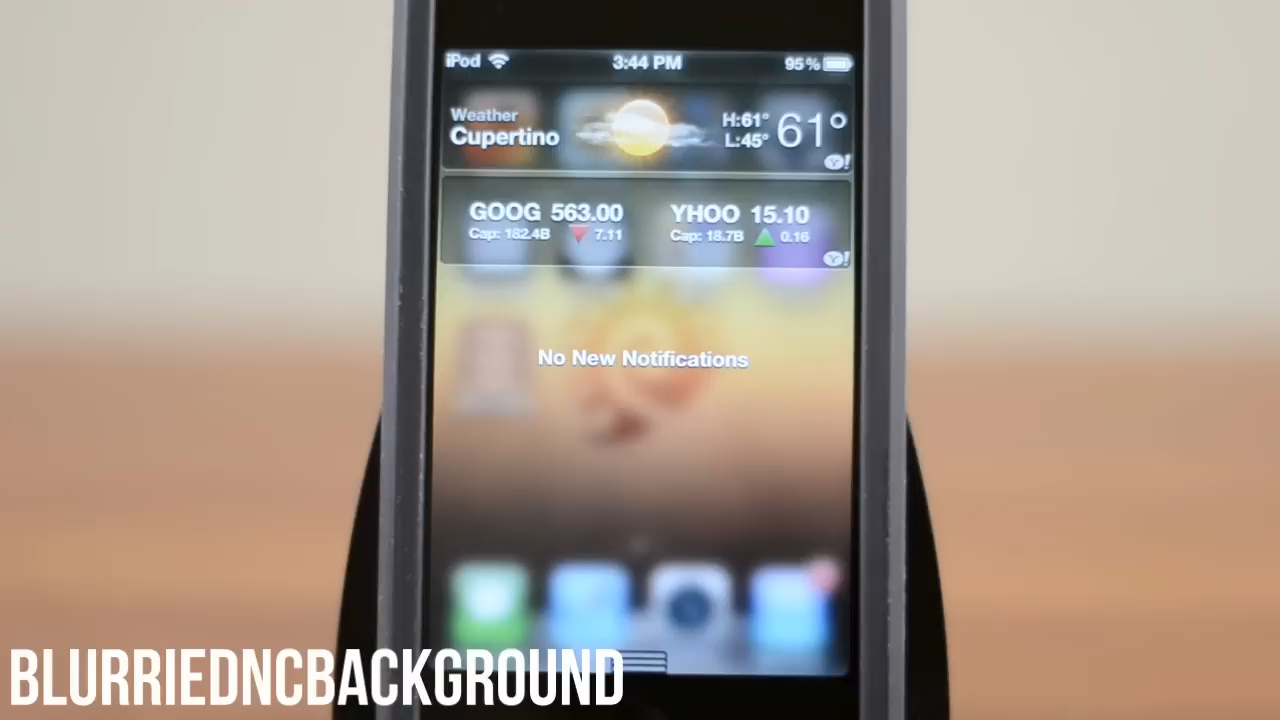 iPod 3:44 PM 95%
Weather
Cupertino
H:61°
L:45°
61°
Y!
GOOG 563.00 YHOO 15.10
Cap: 182.4B 7.11 Cap: 18.7B 0.16
Y!
No New Notifications
BLURRIEDNCBACKGROUND